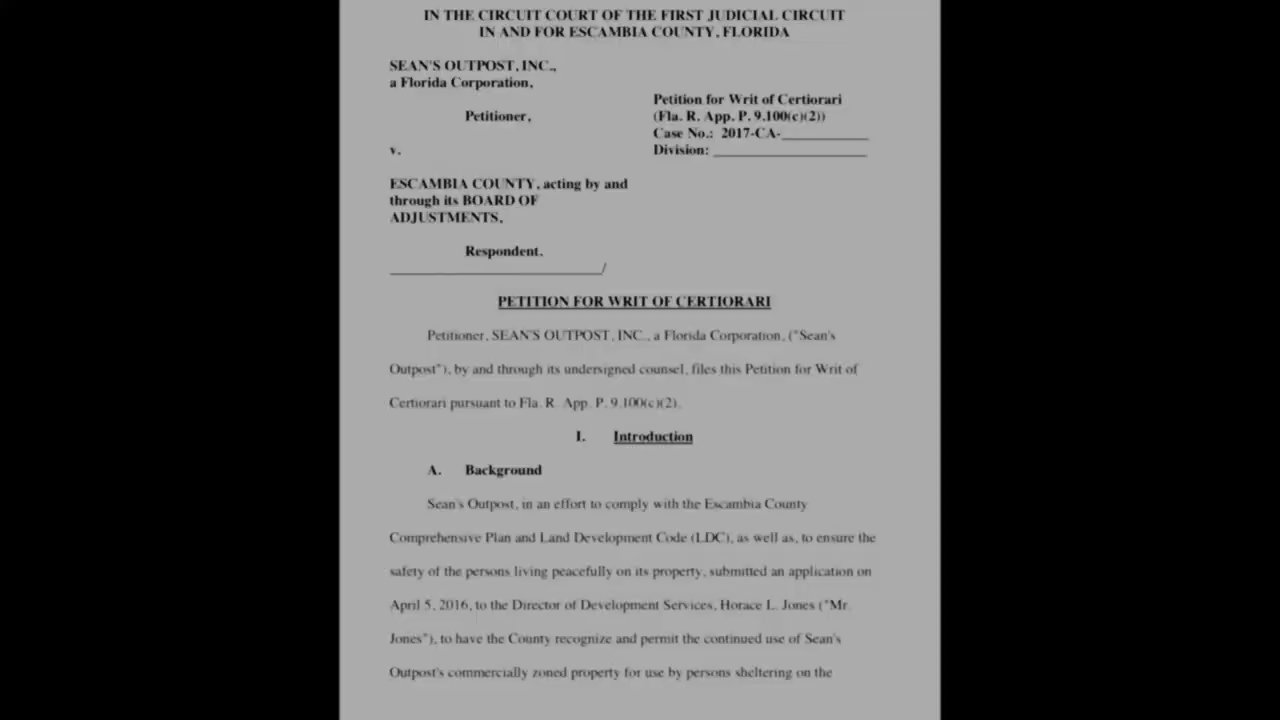 IN THE CIRCUIT COURT OF THE FIRST JUDICIAL CIRCUIT
IN AND FOR ESCAMBIA COUNTY, FLORIDA
SEAN'S OUTPOST, INC.,
a Florida Corporation,
Petition for Writ of Certiorari
Petitioner, (Fla. R. App. P. 9.100(c)(2))
Case No.: 2017-CA-____________
v. Division: _____________________
ESCAMBIA COUNTY, acting by and
through its BOARD OF
ADJUSTMENTS,
Respondent.
_____________________________/
PETITION FOR WRIT OF CERTIORARI
Petitioner, SEAN'S OUTPOST, INC., a Florida Corporation, ("Sean's
Outpost"), by and through its undersigned counsel, files this Petition for Writ of
Certiorari pursuant to Fla. R. App. P. 9.100(c)(2).
I. Introduction
A. Background
Sean's Outpost, in an effort to comply with the Escambia County
Comprehensive Plan and Land Development Code (LDC), as well as, to ensure the
safety of the persons living peacefully on its property, submitted an application on
April 5, 2016, to the Director of Development Services, Horace L. Jones ("Mr.
Jones"), to have the County recognize and permit the continued use of Sean's
Outpost's commercially zoned property for use by persons sheltering on the